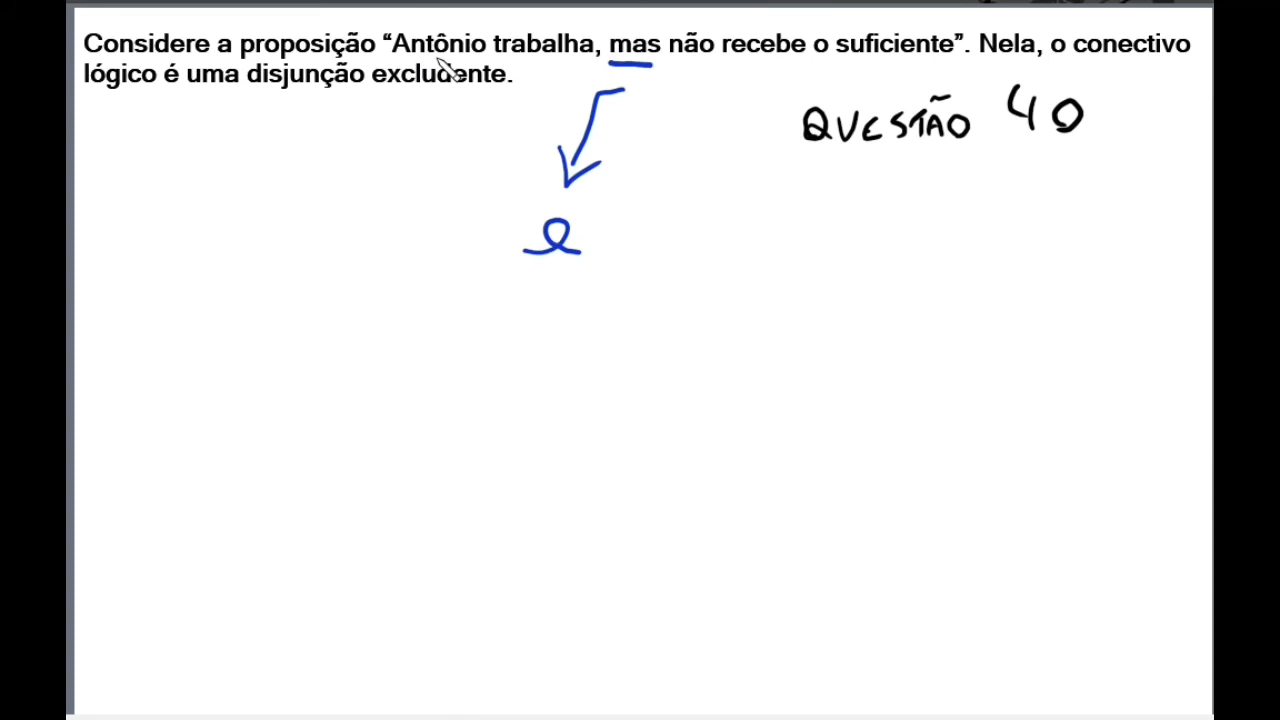 Considere a proposição “Antônio trabalha, mas não recebe o suficiente”. Nela, o conectivo
lógico é uma disjunção excludente.
QUESTÃO 40
e